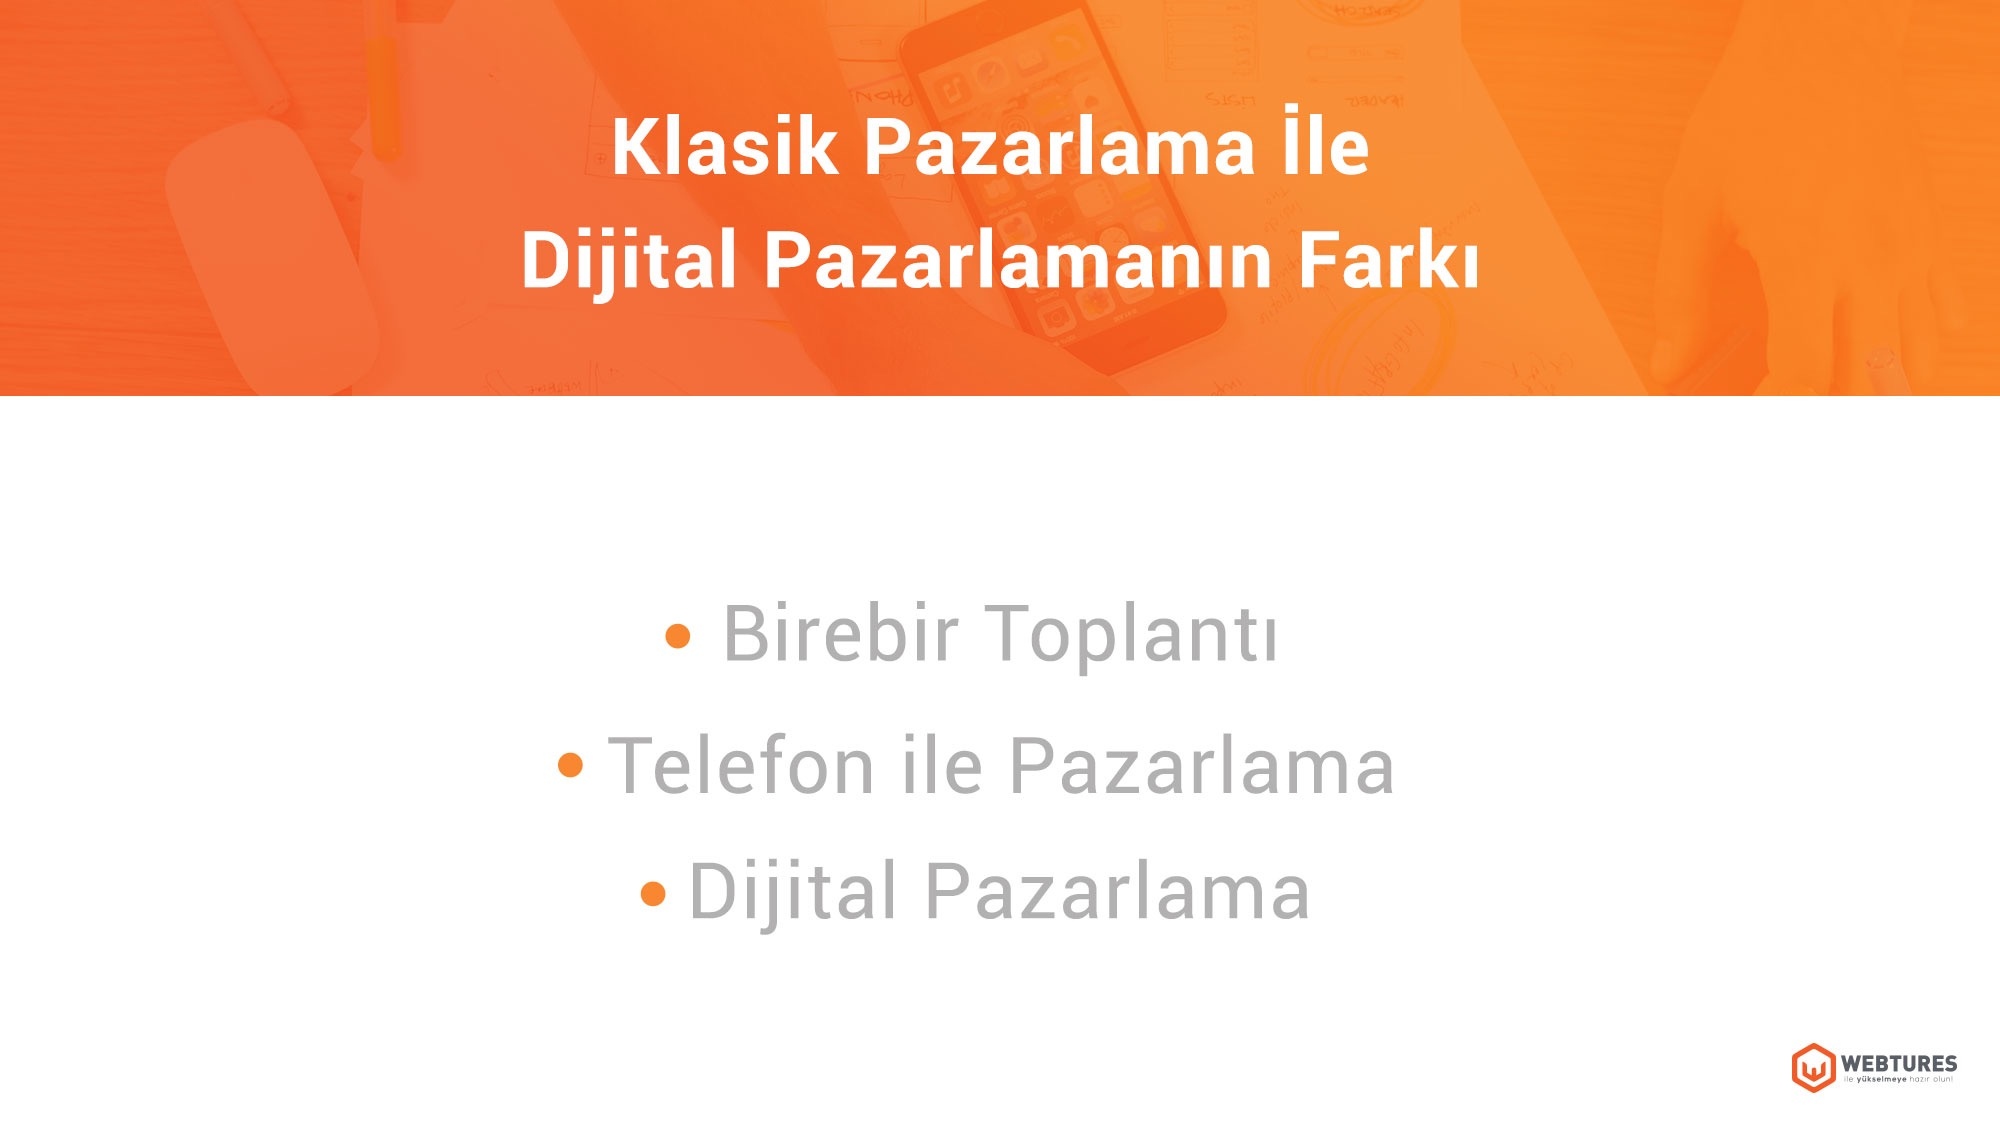 Klasik Pazarlama İle
Dijital Pazarlamanın Farkı
• Birebir Toplantı
• Telefon ile Pazarlama
• Dijital Pazarlama
WEBTURES
ile yükselmeye hazır olun!